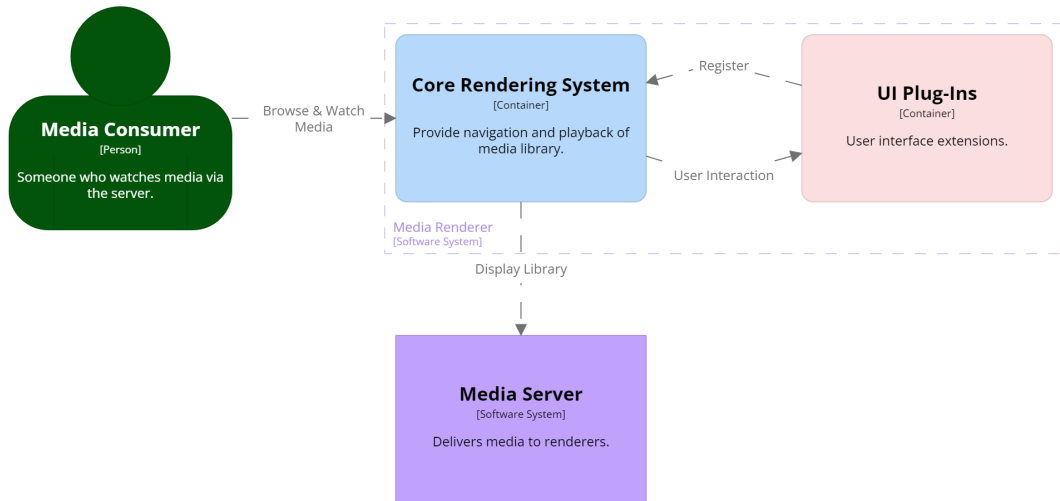 Media Consumer
[Person]
Someone who watches media via
the server.
Browse & Watch
Media
Core Rendering System
[Container]
Provide navigation and playback of
media library.
Register
User Interaction
UI Plug-Ins
[Container]
User interface extensions.
Media Renderer
[Software System]
Display Library
Media Server
[Software System]
Delivers media to renderers.